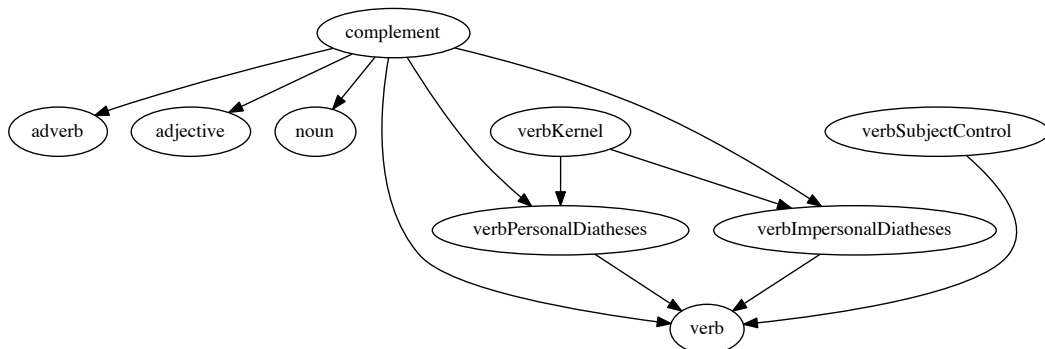 complement
adverb
adjective
noun
verbKernel
verbSubjectControl
verbPersonalDiatheses
verbImpersonalDiatheses
verb